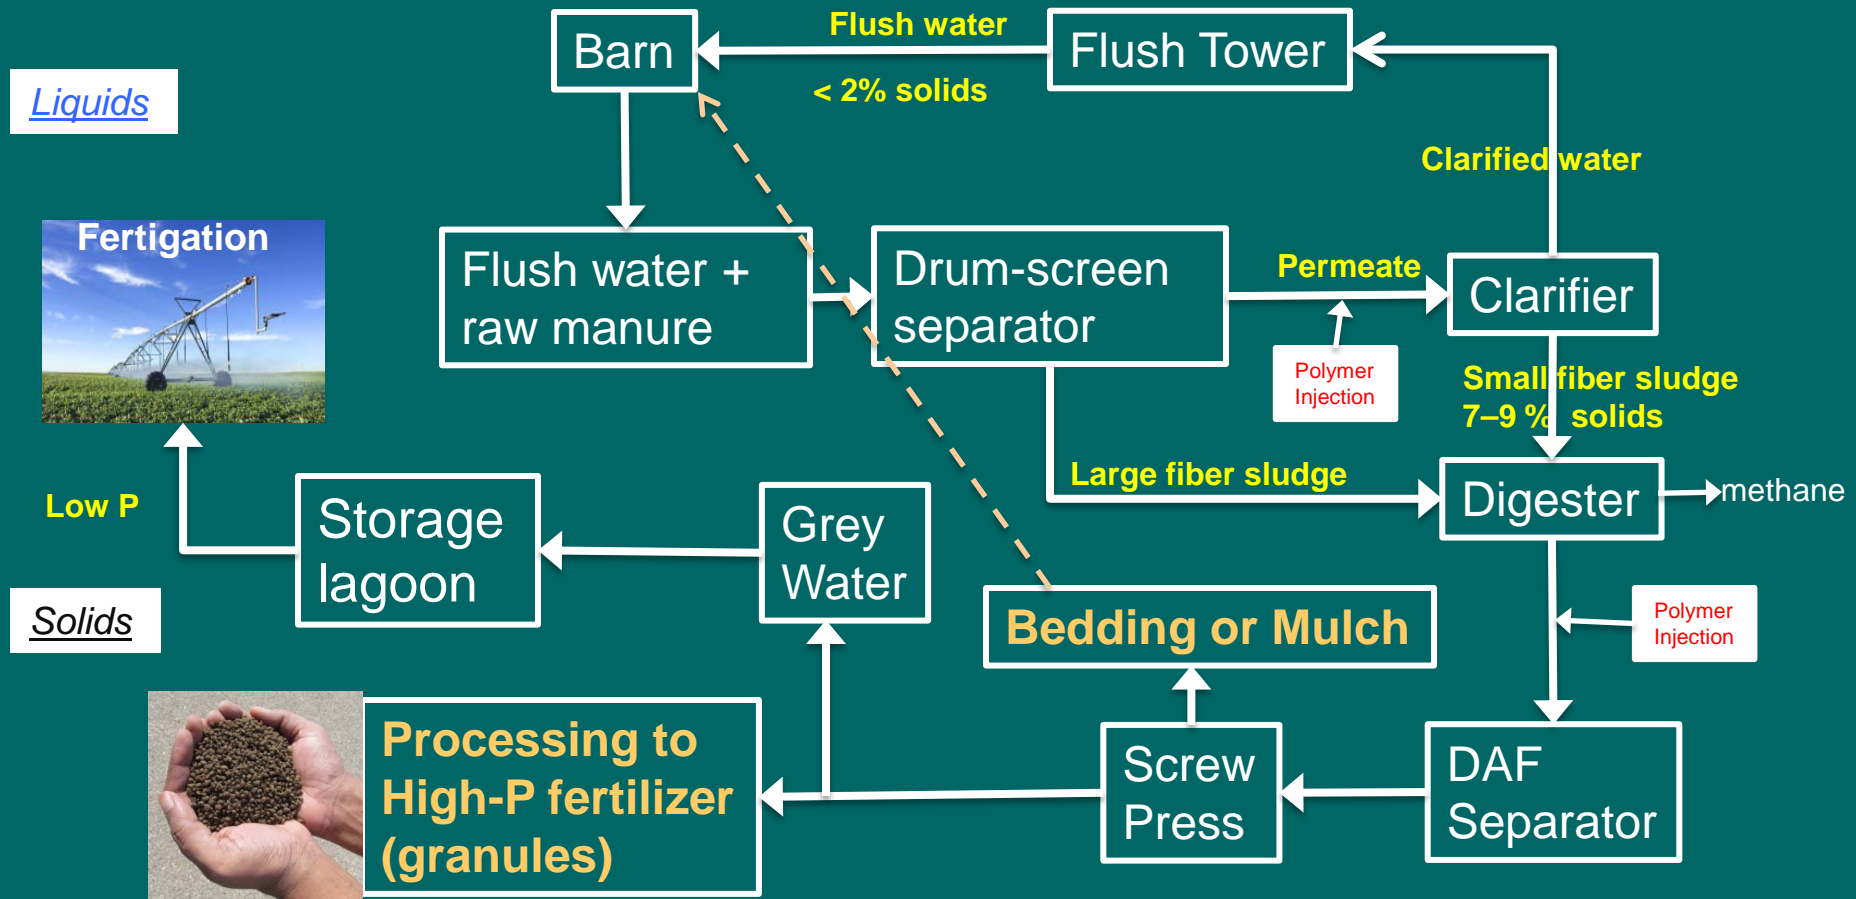 Flush water
Barn
Flush Tower
< 2% solids
Liquids
Clarified water
Fertigation
Flush water +
raw manure
Drum-screen
separator
Permeate
Clarifier
Polymer
Injection
Small fiber sludge
7–9 % solids
Large fiber sludge
Digester
methane
Low P
Storage
lagoon
Grey
Water
Solids
Bedding or Mulch
Polymer
Injection
Processing to
High-P fertilizer
(granules)
Screw
Press
DAF
Separator